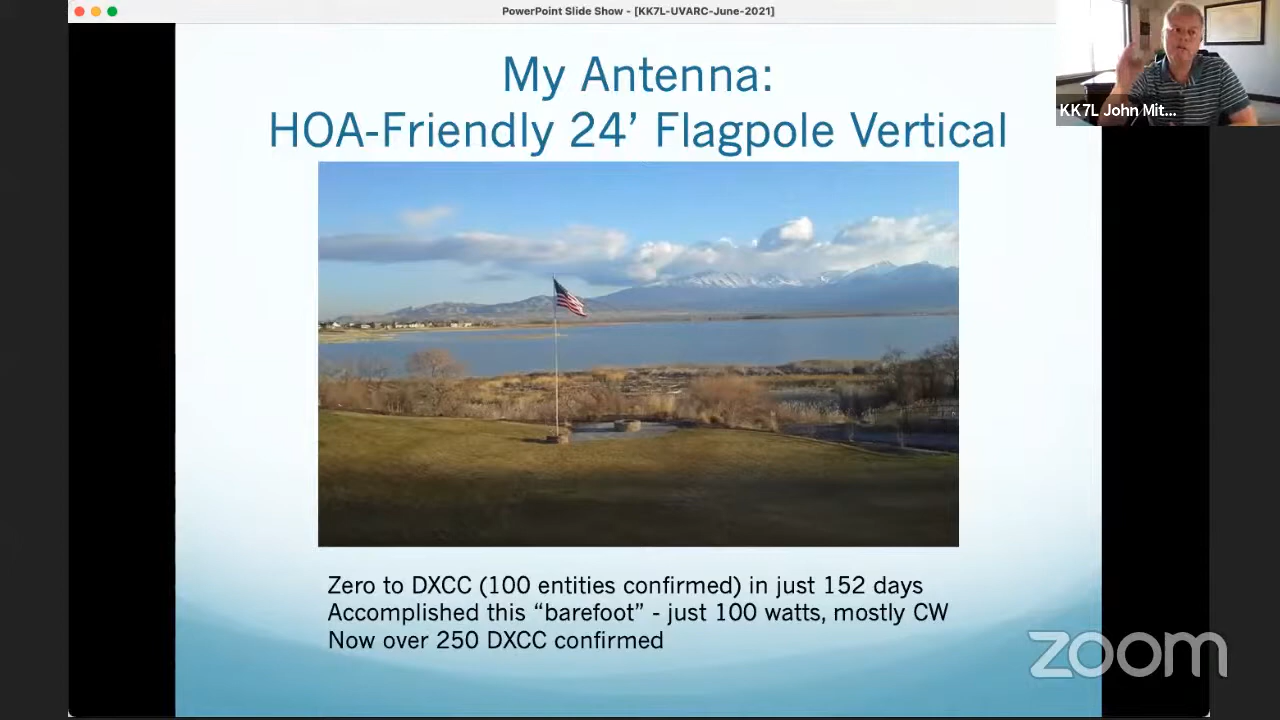 PowerPoint Slide Show - [KK7L-UVARC-June-2021]
KK7L John Mit...
My Antenna:
HOA-Friendly 24’ Flagpole Vertical
Zero to DXCC (100 entities confirmed) in just 152 days
Accomplished this “barefoot” - just 100 watts, mostly CW
Now over 250 DXCC confirmed
zoom